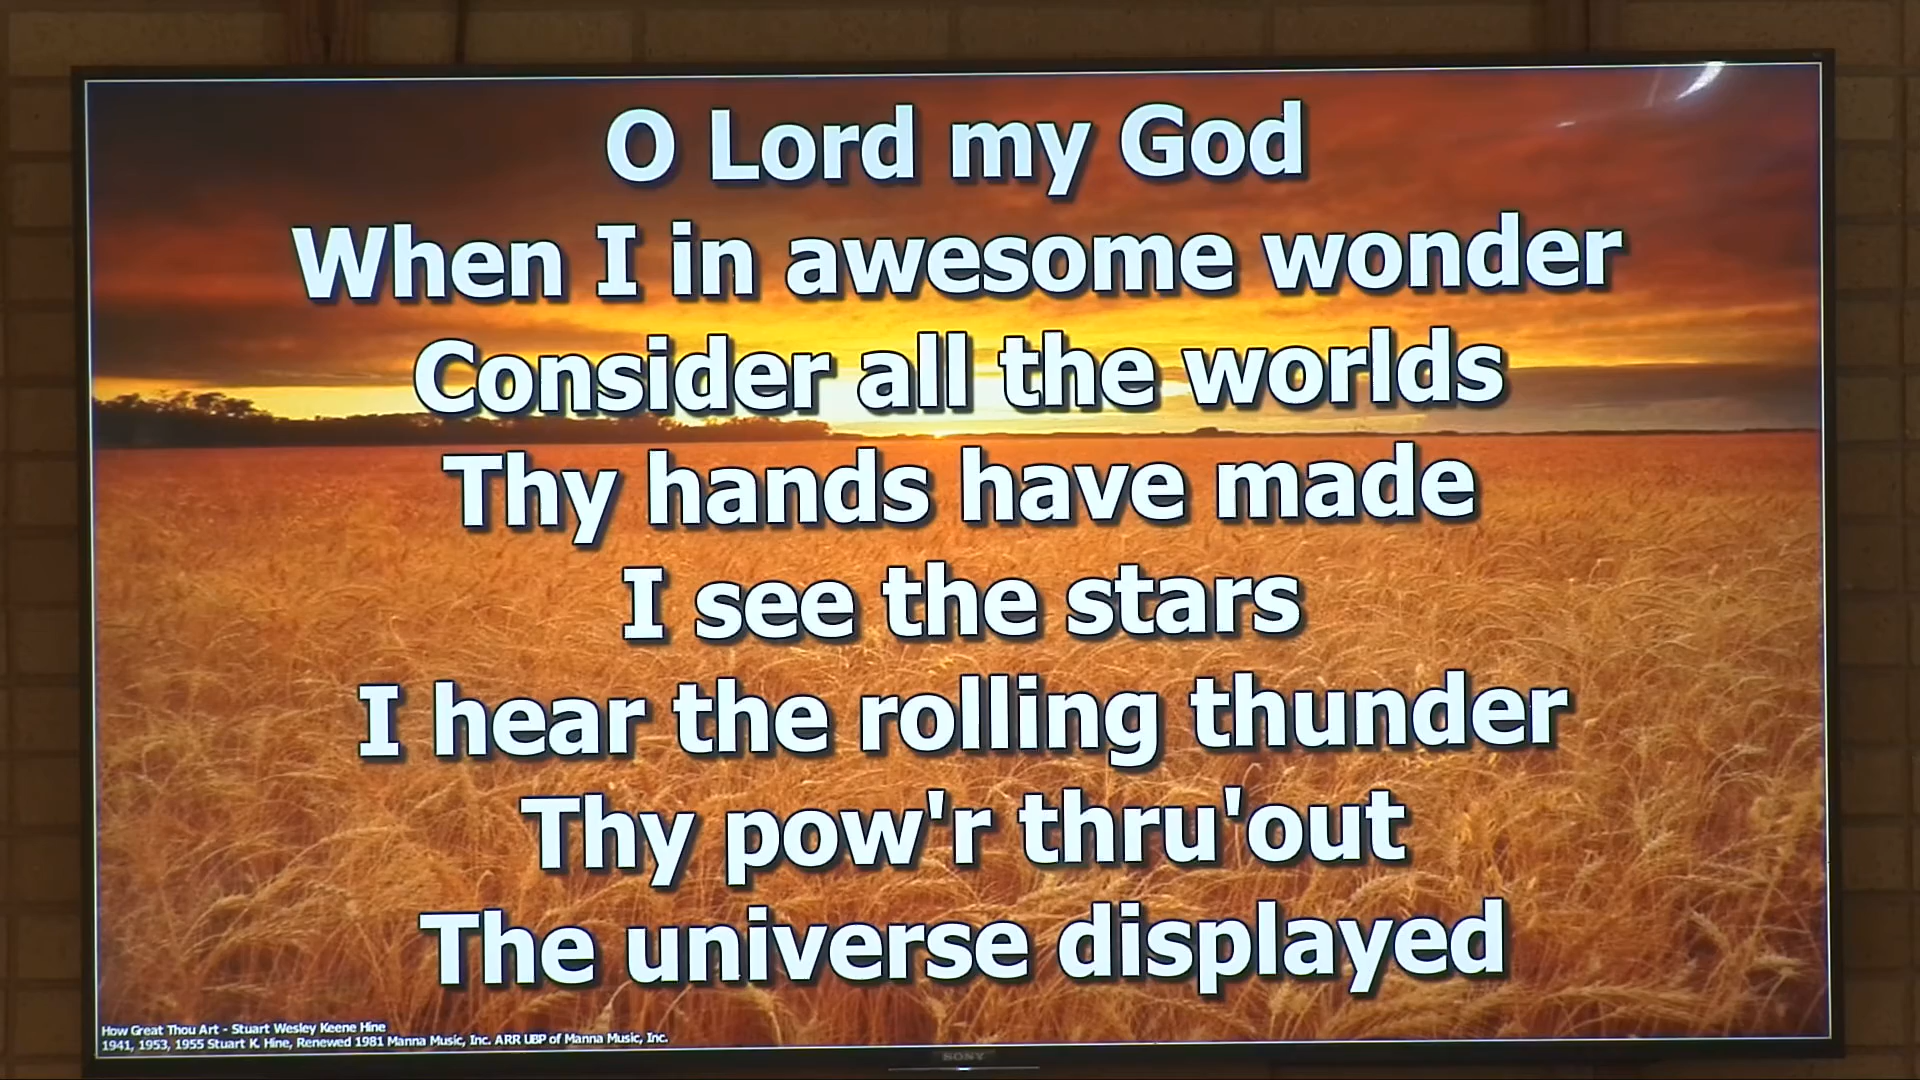 O Lord my God
When I in awesome wonder
Consider all the worlds
Thy hands have made
I see the stars
I hear the rolling thunder
Thy pow'r thru'out
The universe displayed
How Great Thou Art - Stuart Wesley Keene Hine
1941, 1953, 1955 Stuart K. Hine, Renewed 1981 Manna Music, Inc. ARR UBP of Manna Music, Inc.
SONY